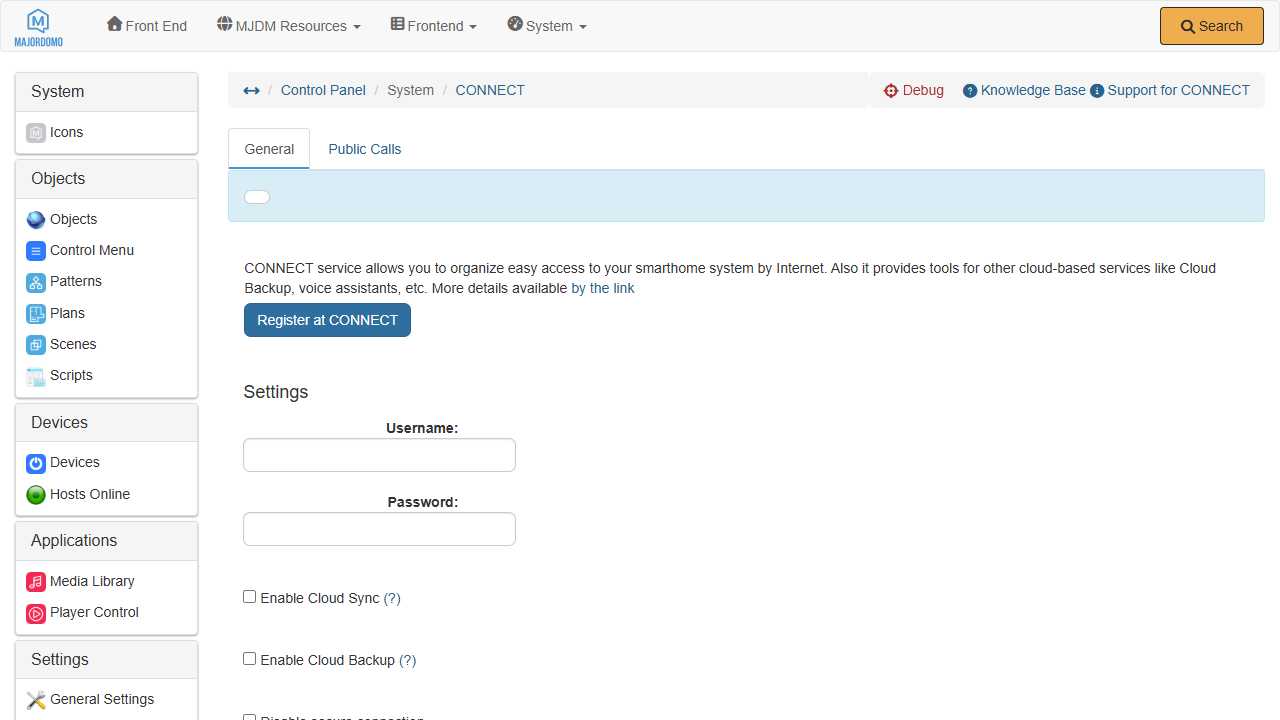 MAJORDOMO
Front End
MJDM Resources
Frontend
System
Search
System
Icons
Objects
Objects
Control Menu
Patterns
Plans
Scenes
Scripts
Devices
Devices
Hosts Online
Applications
Media Library
Player Control
Settings
General Settings
/ Control Panel / System / CONNECT
Debug
Knowledge Base
Support for CONNECT
General
Public Calls
CONNECT service allows you to organize easy access to your smarthome system by Internet. Also it provides tools for other cloud-based services like Cloud
Backup, voice assistants, etc. More details available by the link
Register at CONNECT
Settings
Username:
Password:
Enable Cloud Sync (?)
Enable Cloud Backup (?)
Disable secure connection